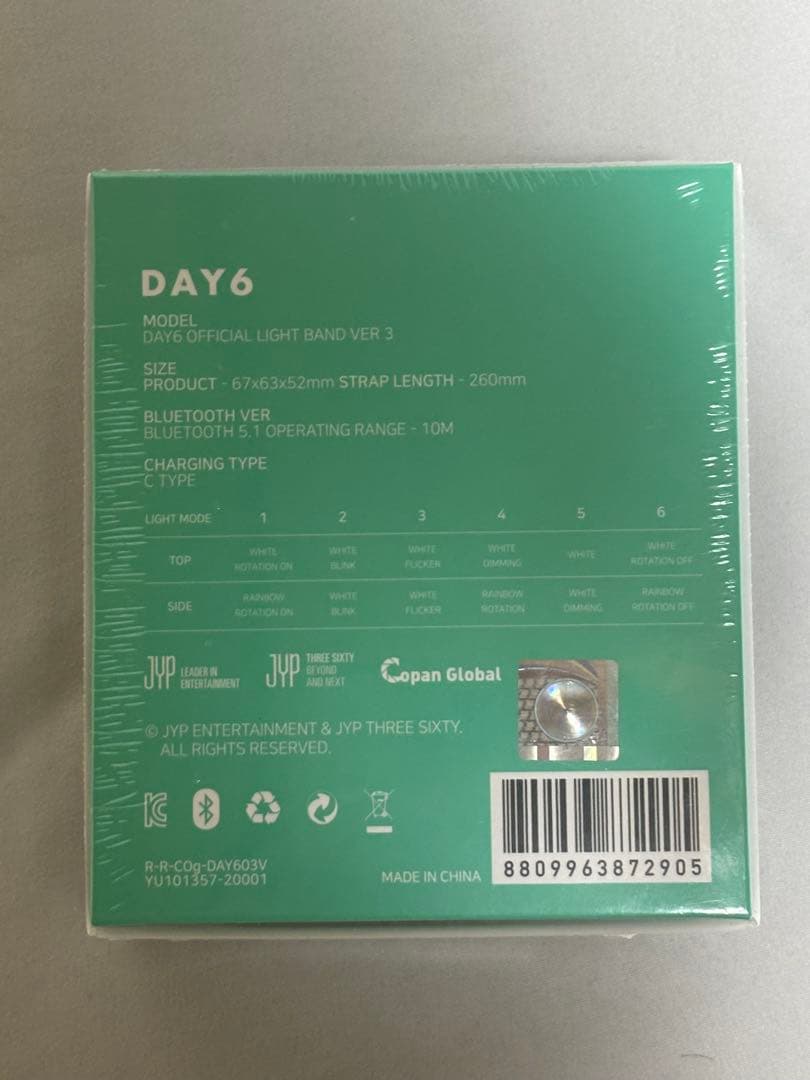 DAY6
MODEL
DAY6 OFFICIAL LIGHT BAND VER 3
SIZE
PRODUCT - 67x63x52mm STRAP LENGTH - 260mm
BLUETOOTH VER
BLUETOOTH 5.1 OPERATING RANGE - 10M
CHARGING TYPE
C TYPE
LIGHT MODE 1 2 3 4 5 6
TOP WHITE ROTATION ON WHITE BLINK WHITE FLICKER WHITE DIMMING WHITE WHITE ROTATION OFF
SIDE RAINBOW ROTATION ON WHITE BLINK WHITE FLICKER RAINBOW ROTATION WHITE DIMMING RAINBOW ROTATION OFF
JYP LEADER IN ENTERTAINMENT JYP THREE SIXTY BEYOND AND NEXT Copan Global
© JYP ENTERTAINMENT & JYP THREE SIXTY.
ALL RIGHTS RESERVED.
R-R-COg-DAY603V
YU101357-20001
MADE IN CHINA
8809963872905